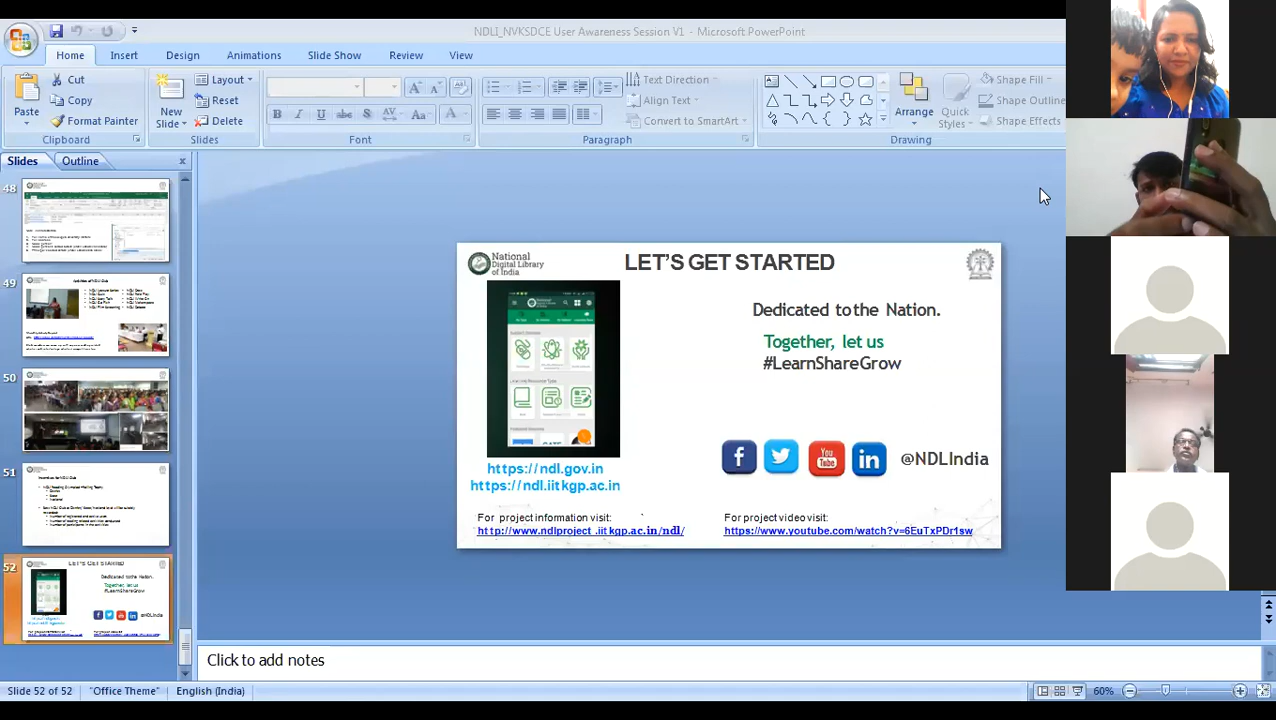 NDLI_NVKSDCE User Awareness Session V1 - Microsoft PowerPoint
Home Insert Design Animations Slide Show Review View
Paste
Cut
Copy
Format Painter
Clipboard
New Slide
Layout
Reset
Delete
Slides
Font
Paragraph
Text Direction
Align Text
Convert to SmartArt
Arrange
Quick Styles
Shape Fill
Shape Outline
Shape Effects
Drawing
Slides Outline
48
49
50
51
52
National
Digital Library
of India
LET'S GET STARTED
Dedicated to the Nation.
Together, let us
#LearnShareGrow
@NDLIndia
https://ndl.gov.in
https://ndl.iitkgp.ac.in
For project information visit:
http://www.ndlproject .iitkgp.ac.in/ndl/
For project video visit:
https://www.youtube.com/watch?v=6EuTxPDr1sw
You
Tube
Click to add notes
Slide 52 of 52 "Office Theme" English (India) 60%